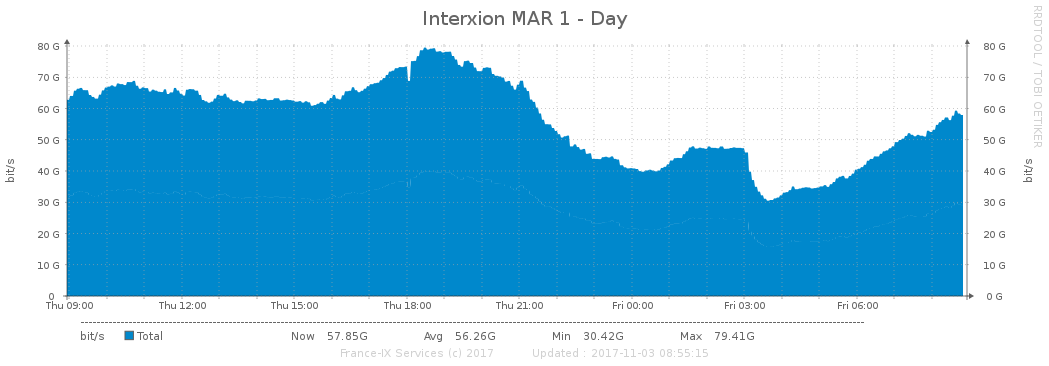 Interxion MAR 1 - Day
RRDTOOL / TOBI OETIKER
80 G 80 G
70 G 70 G
60 G 60 G
50 G 50 G
40 G 40 G
30 G 30 G
20 G 20 G
10 G 10 G
0 0 G
bit/s bit/s
Thu 09:00 Thu 12:00 Thu 15:00 Thu 18:00 Thu 21:00 Fri 00:00 Fri 03:00 Fri 06:00
bit/s Total Now 57.85G Avg 56.26G Min 30.42G Max 79.41G
France-IX Services (c) 2017 Updated : 2017-11-03 08:55:15